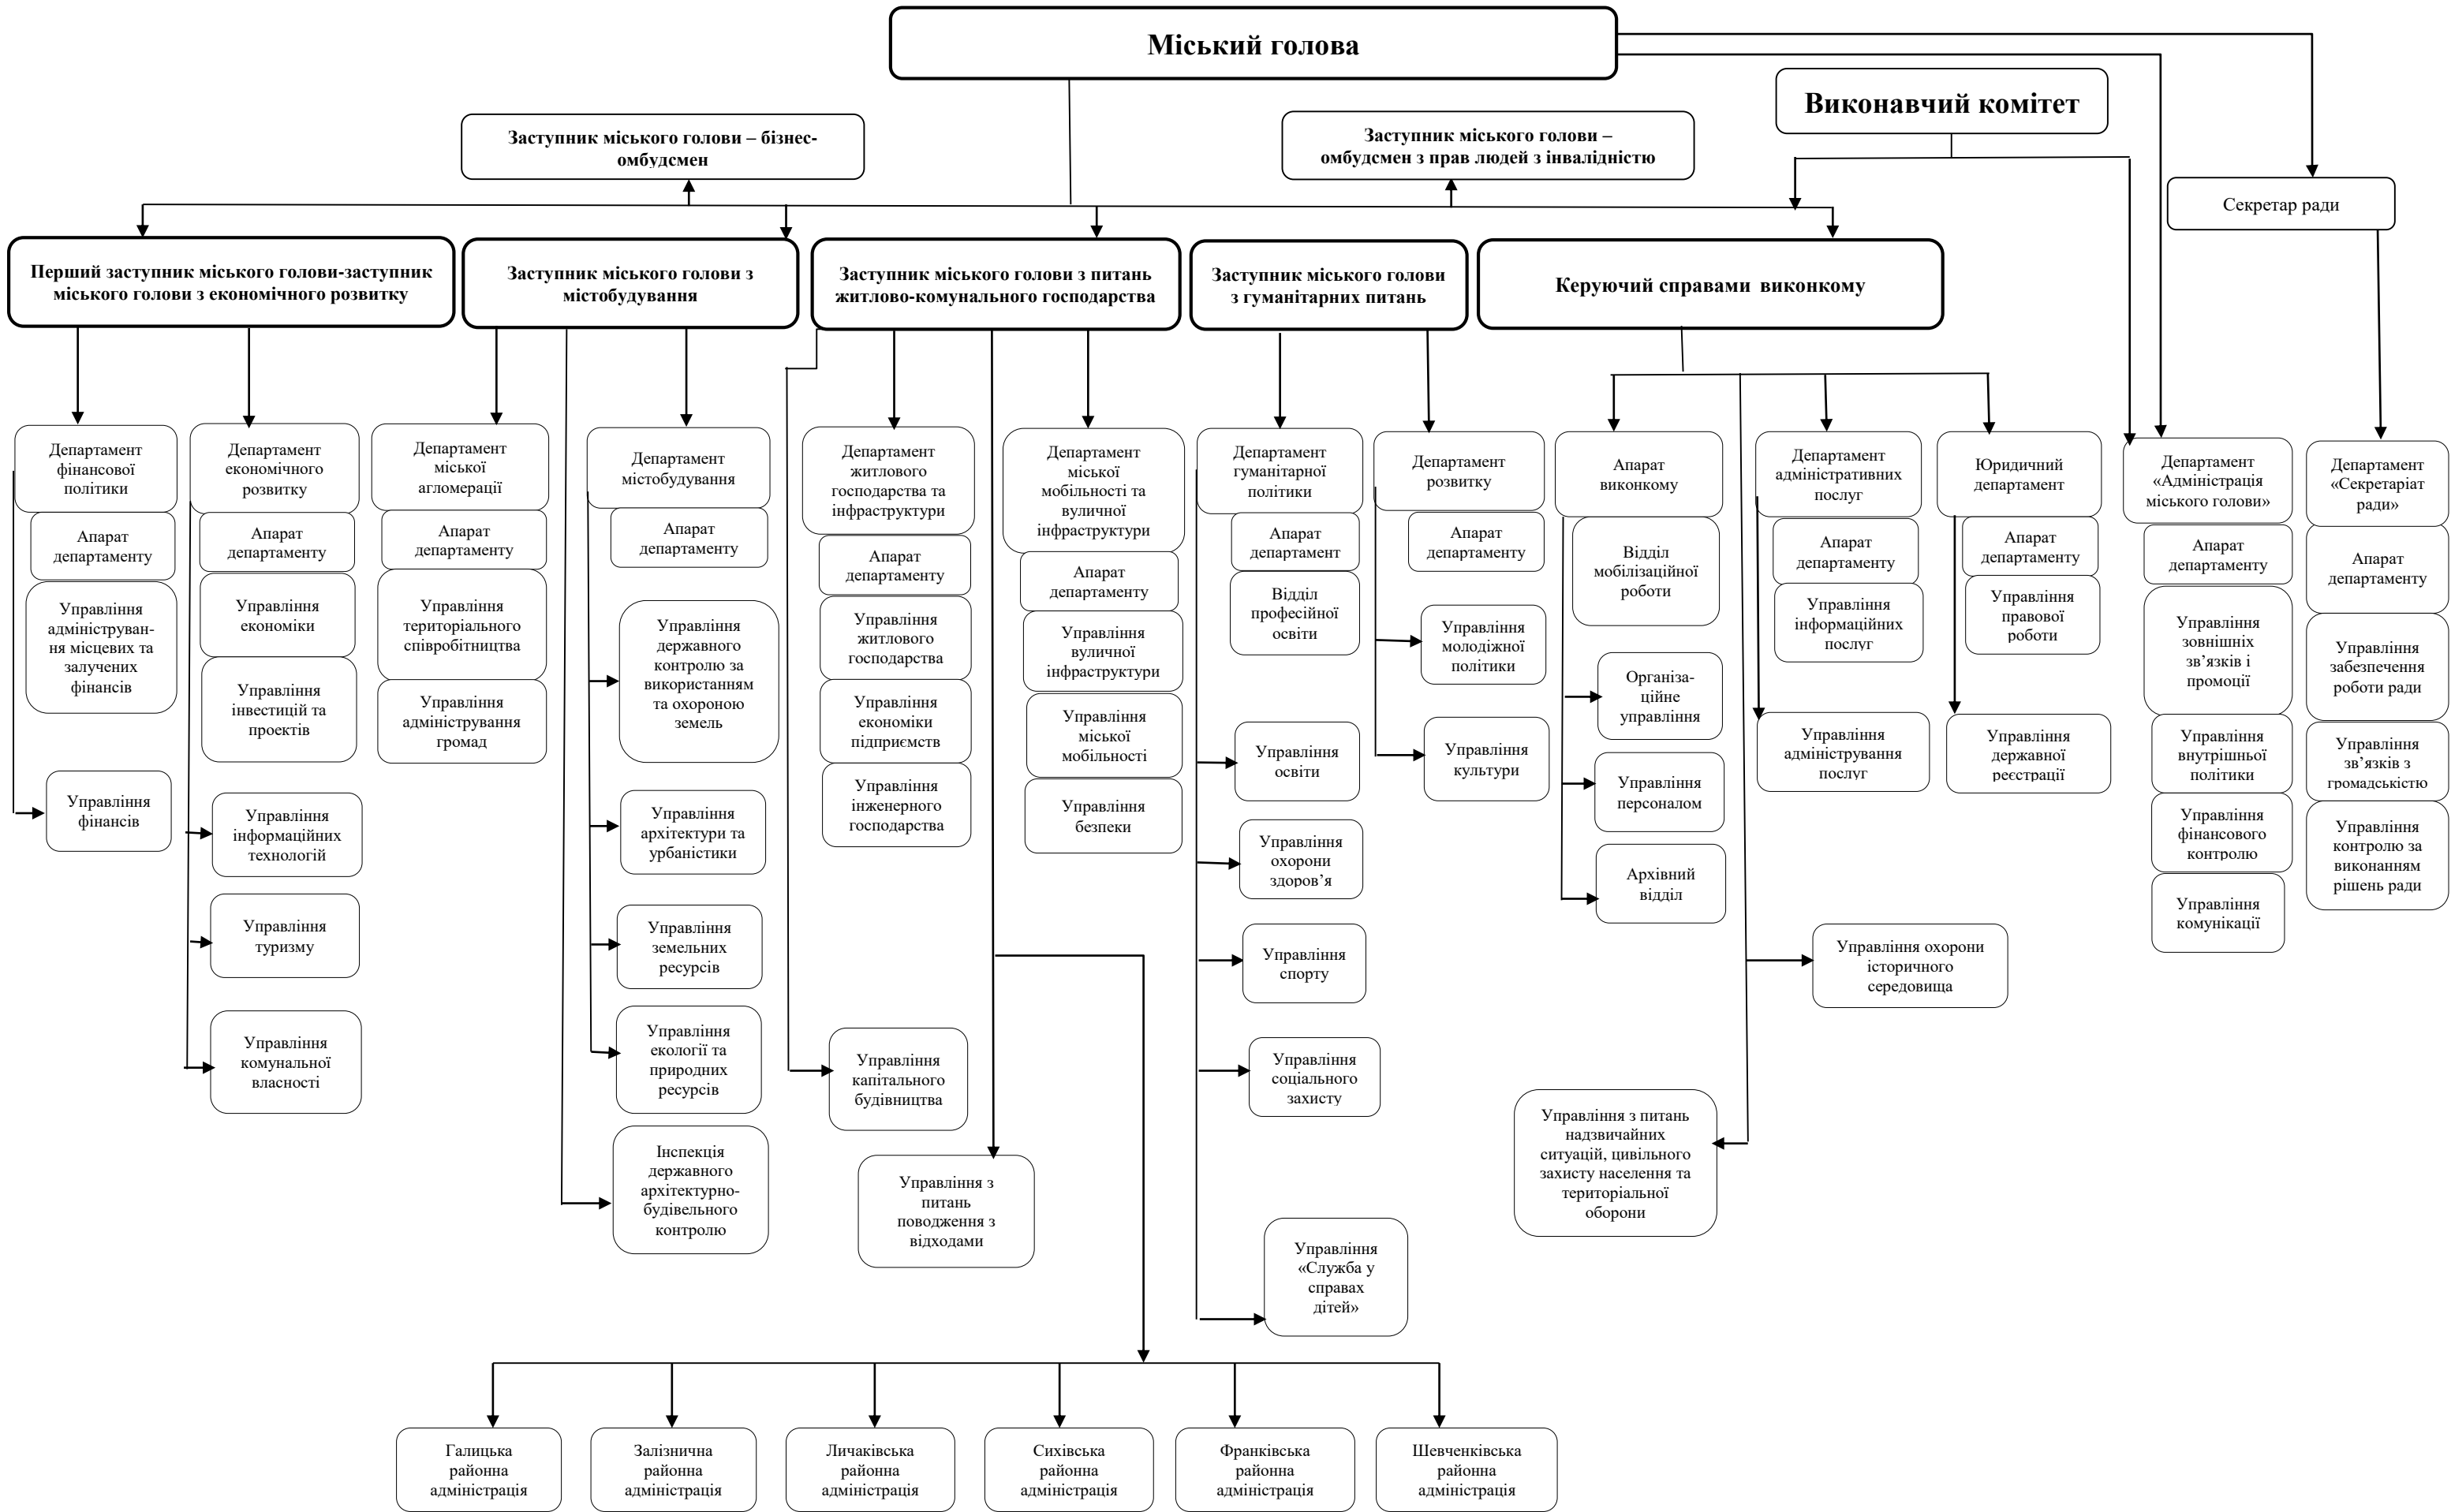 Міський голова
Виконавчий комітет
Заступник міського голови – бізнес-
омбудсмен
Заступник міського голови –
омбудсмен з прав людей з інвалідністю
Секретар ради
Перший заступник міського голови-заступник
міського голови з економічного розвитку
Заступник міського голови з
містобудування
Заступник міського голови з питань
житлово-комунального господарства
Заступник міського голови
з гуманітарних питань
Керуючий справами виконкому
Департамент
фінансової
політики
Апарат
департаменту
Управління
адмініструван-
ня місцевих та
залучених
фінансів
Управління
фінансів
Департамент
економічного
розвитку
Апарат
департаменту
Управління
економіки
Управління
інвестицій та
проектів
Управління
інформаційних
технологій
Управління
туризму
Управління
комунальної
власності
Департамент
міської
агломерації
Апарат
департаменту
Управління
територіального
співробітництва
Управління
адміністрування
громад
Департамент
містобудування
Апарат
департаменту
Управління
державного
контролю за
використанням
та охороною
земель
Управління
архітектури та
урбаністики
Управління
земельних
ресурсів
Управління
екології та
природних
ресурсів
Інспекція
державного
архітектурно-
будівельного
контролю
Департамент
житлового
господарства та
інфраструктури
Апарат
департаменту
Управління
житлового
господарства
Управління
економіки
підприємств
Управління
інженерного
господарства
Управління
капітального
будівництва
Управління з
питань
поводження з
відходами
Департамент
міської
мобільності та
вуличної
інфраструктури
Апарат
департаменту
Управління
вуличної
інфраструктури
Управління
міської
мобільності
Управління
безпеки
Департамент
гуманітарної
політики
Апарат
департамент
Відділ
професійної
освіти
Управління
освіти
Управління
охорони
здоров’я
Управління
спорту
Управління
соціального
захисту
Управління
«Служба у
справах
дітей»
Департамент
розвитку
Апарат
департаменту
Управління
молодіжної
політики
Управління
культури
Апарат
виконкому
Відділ
мобілізаційної
роботи
Організа-
ційне
управління
Управління
персоналом
Архівний
відділ
Департамент
адміністративних
послуг
Апарат
департаменту
Управління
інформаційних
послуг
Управління
адміністрування
послуг
Юридичний
департамент
Апарат
департаменту
Управління
правової
роботи
Управління
державної
реєстрації
Управління охорони
історичного
середовища
Управління з питань
надзвичайних
ситуацій, цивільного
захисту населення та
територіальної
оборони
Департамент
«Адміністрація
міського голови»
Апарат
департаменту
Управління
зовнішніх
зв’язків і
промоції
Управління
внутрішньої
політики
Управління
фінансового
контролю
Управління
комунікації
Департамент
«Секретаріат
ради»
Апарат
департаменту
Управління
забезпечення
роботи ради
Управління
зв’язків з
громадськістю
Управління
контролю за
виконанням
рішень ради
Галицька
районна
адміністрація
Залізнична
районна
адміністрація
Личаківська
районна
адміністрація
Сихівська
районна
адміністрація
Франківська
районна
адміністрація
Шевченківська
районна
адміністрація